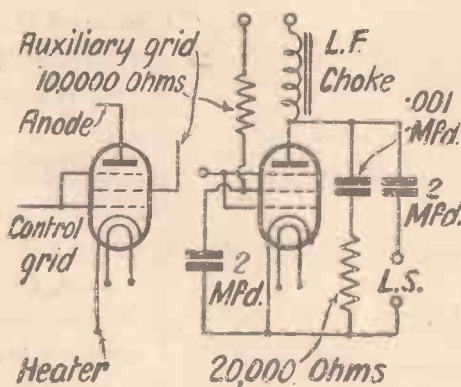 Auxiliary grid
10,0000 Ohms
Anode
Control
grid
Heater
L.F.
Choke
.001
Mfd.
2
Mfd.
2
Mfd.
L.S.
20,000 Ohms